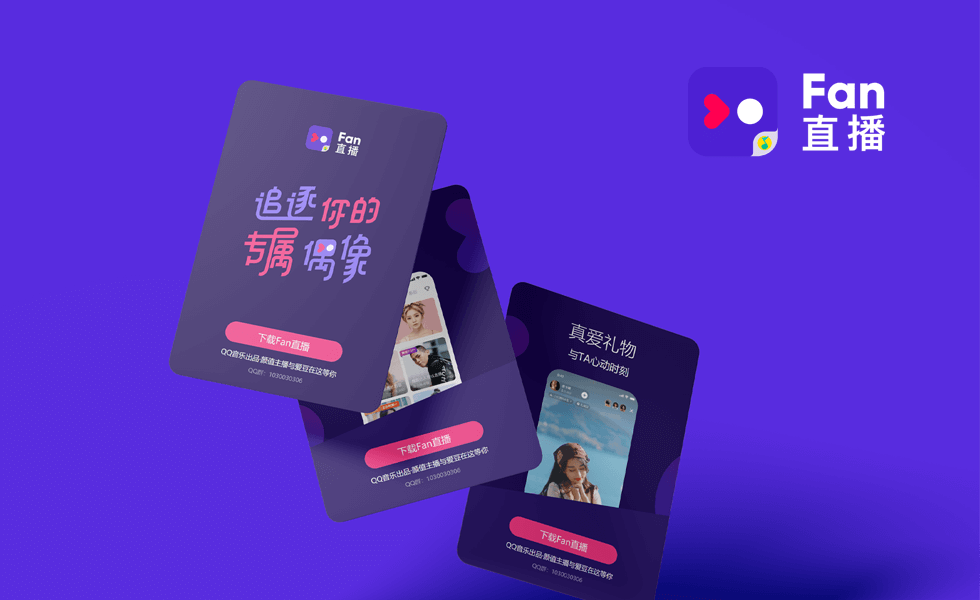 Fan
直播
Fan
直播
追逐你的
专属偶像
下载Fan直播
QQ音乐出品·颜值主播与爱豆在这等你
QQ群：1030030306
下载Fan直播
QQ音乐出品·颜值主播与爱豆在这等你
QQ群：1030030306
真爱礼物
与TA心动时刻
下载Fan直播
QQ音乐出品·颜值主播与爱豆在这等你
QQ群：1030030306